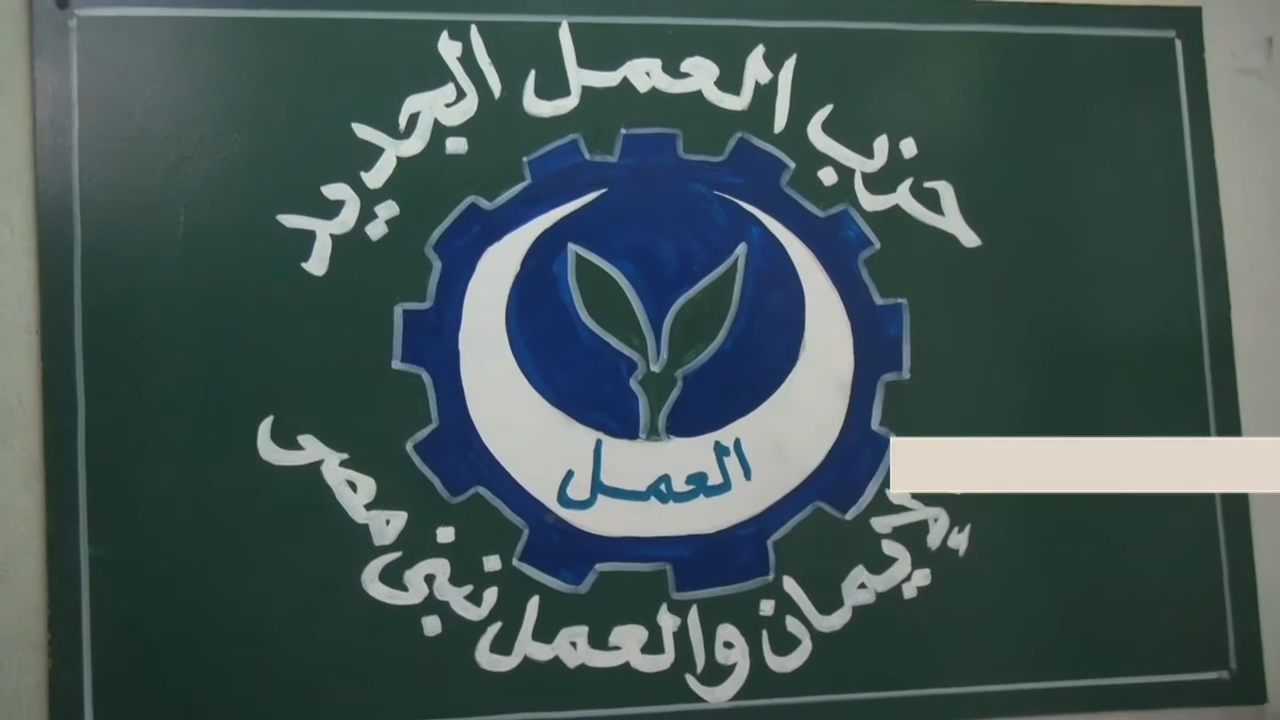 حزب العمل الجديد
العمل
والعمل نبني مصر